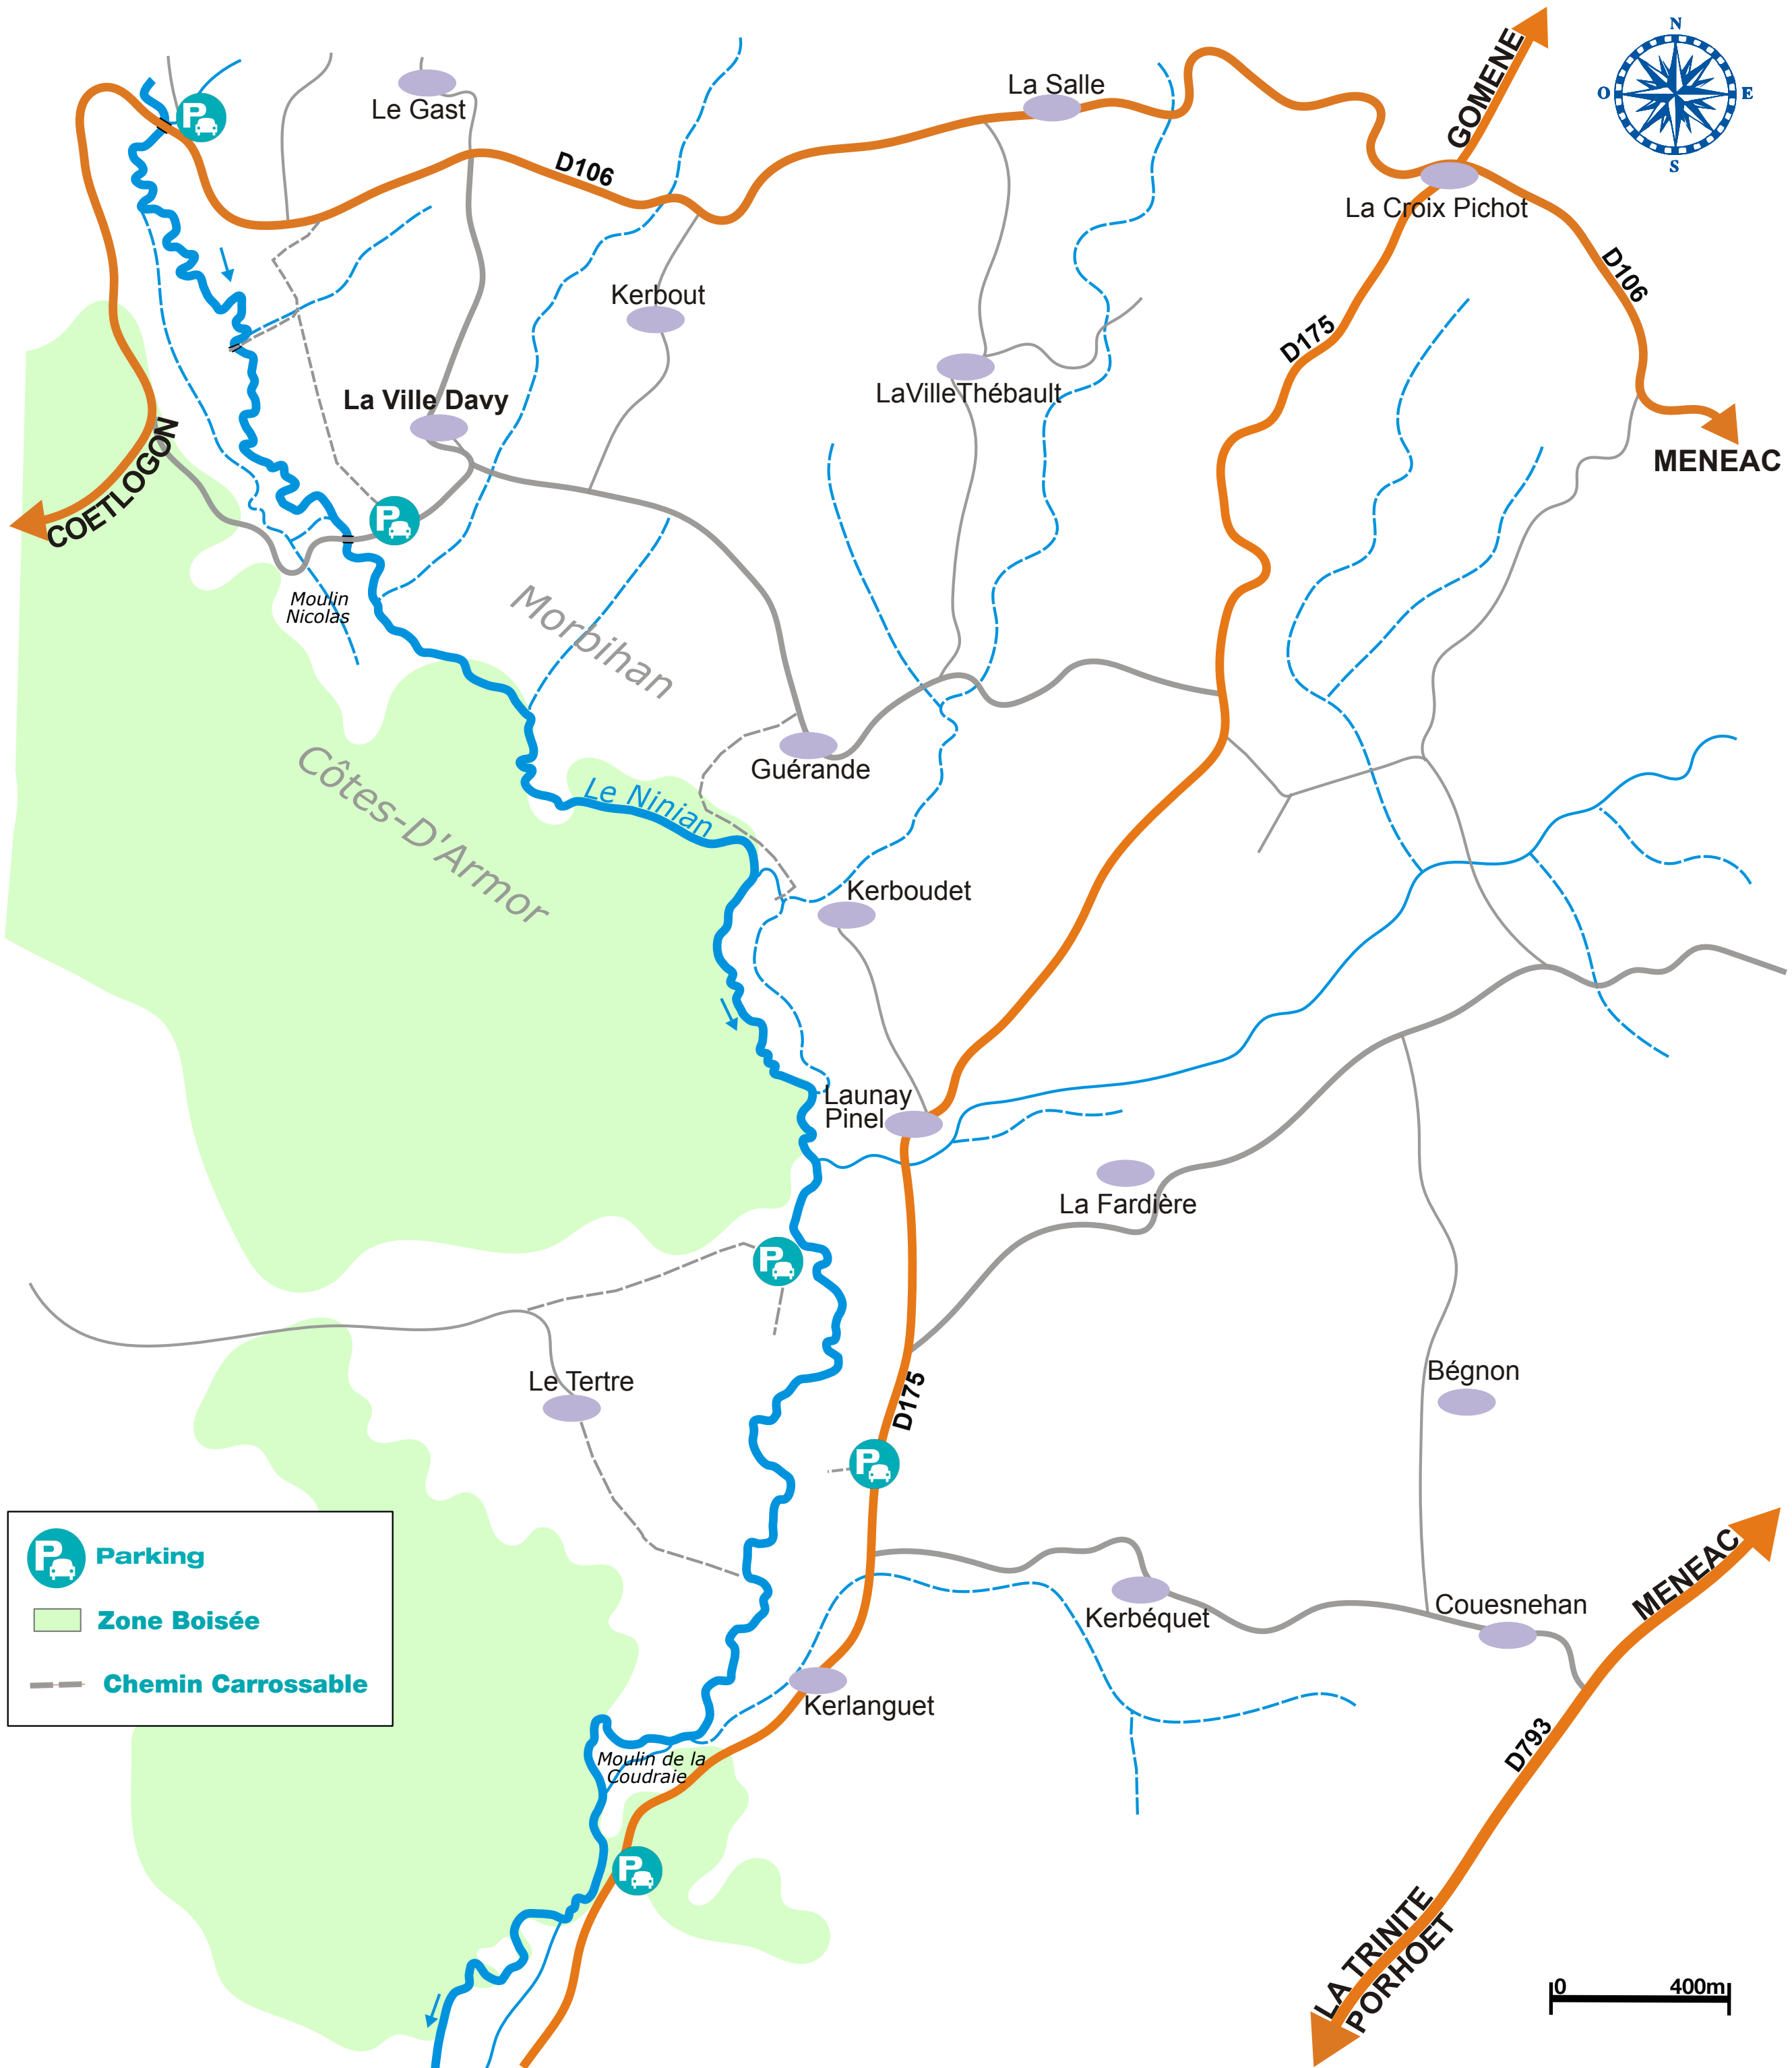 N
GOMENE
O
E
S
P
Le Gast
La Salle
D106
La Croix Pichot
D106
Kerbout
D175
La Ville Davy
LaVilleThébault
MENEAC
COETLOGON
P
Moulin
Nicolas
Morbihan
Côtes-D'Armor
Guérande
Le Ninian
Kerboudet
Launay
Pinel
La Fardière
P
Le Tertre
Bégnon
D175
P
P
Parking
Zone Boisée
Chemin Carrossable
Kerbéquet
Couesnehan
MENEAC
Kerlanguet
D793
Moulin de la
Coudraie
P
LA TRINITE
PORHOET
0
400m